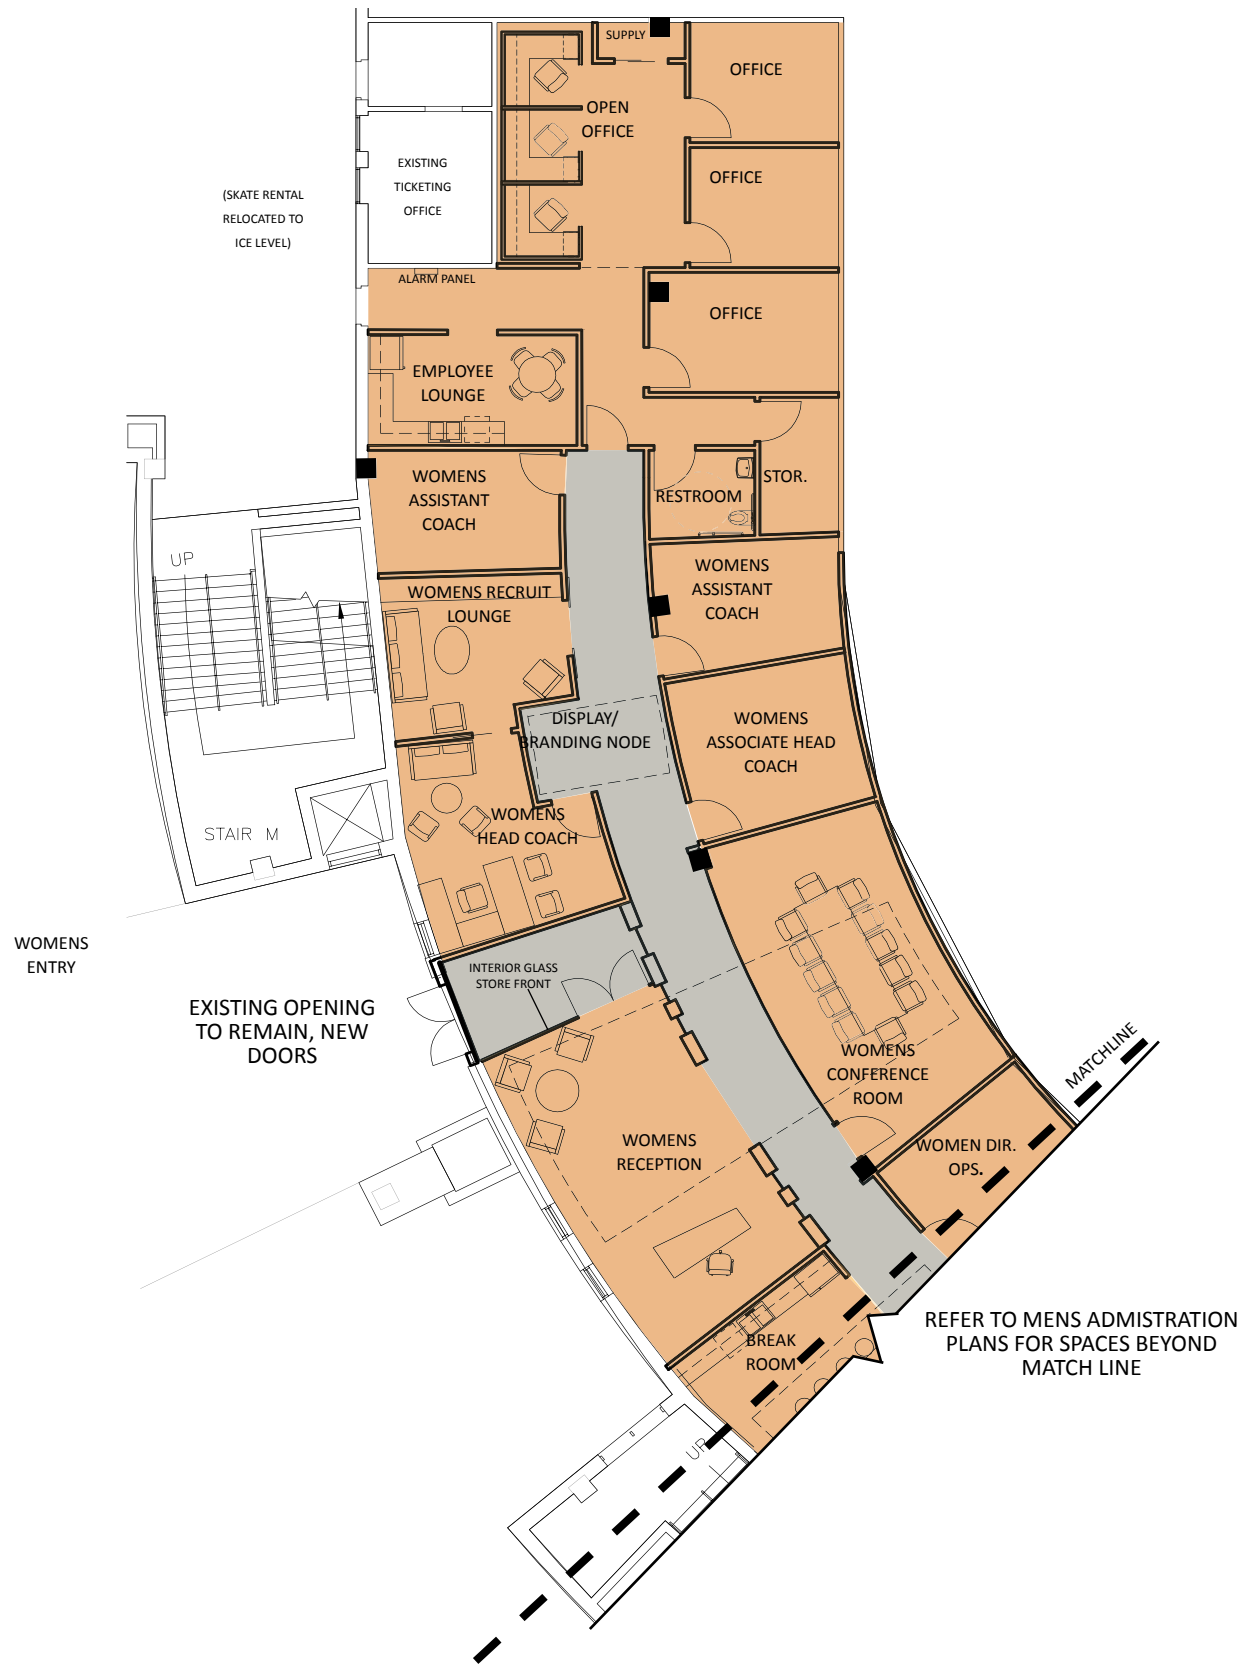 SUPPLY
OFFICE
OPEN
OFFICE
EXISTING
TICKETING
OFFICE
OFFICE
(SKATE RENTAL
RELOCATED TO
ICE LEVEL)
ALARM PANEL
OFFICE
EMPLOYEE
LOUNGE
WOMENS
ASSISTANT
COACH
RESTROOM
STOR.
UP
WOMENS
ASSISTANT
COACH
WOMENS RECRUIT
LOUNGE
DISPLAY/
BRANDING NODE
WOMENS
ASSOCIATE HEAD
COACH
STAIR M
WOMENS
HEAD COACH
WOMENS
ENTRY
INTERIOR GLASS
STORE FRONT
EXISTING OPENING
TO REMAIN, NEW
DOORS
WOMENS
CONFERENCE
ROOM
MATCHLINE
WOMENS
RECEPTION
WOMEN DIR.
OPS.
BREAK
ROOM
REFER TO MENS ADMISTRATION
PLANS FOR SPACES BEYOND
MATCH LINE
UP